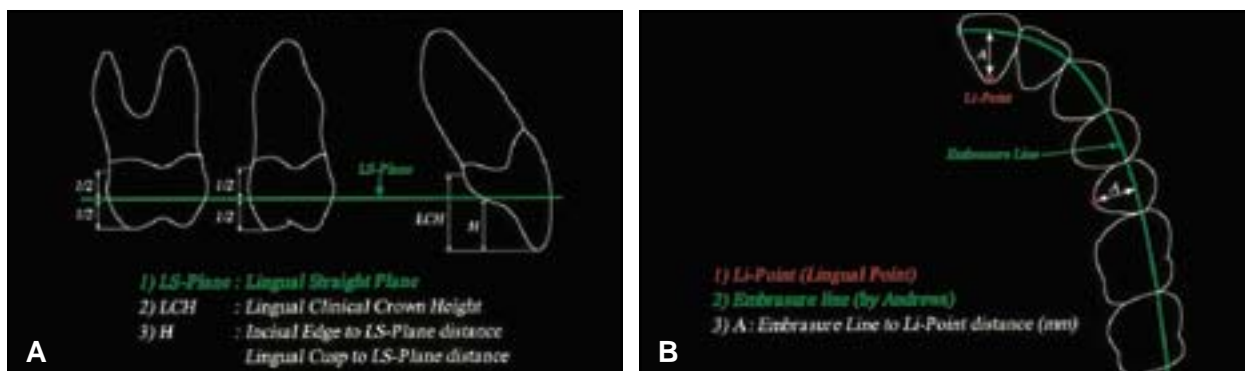 1/2
1/2
1/2
1/2
LS-Plane
LCH
H
1) LS-Plane : Lingual Straight Plane
2) LCH : Lingual Clinical Crown Height
3) H : Incisal Edge to LS-Plane distance
Lingual Cusp to LS-Plane distance
A
A
Li-Point
Embrasure Line
A
1) Li-Point (Lingual Point)
2) Embrasure line (by Andrews)
3) A : Embrasure Line to Li-Point distance (mm)
B